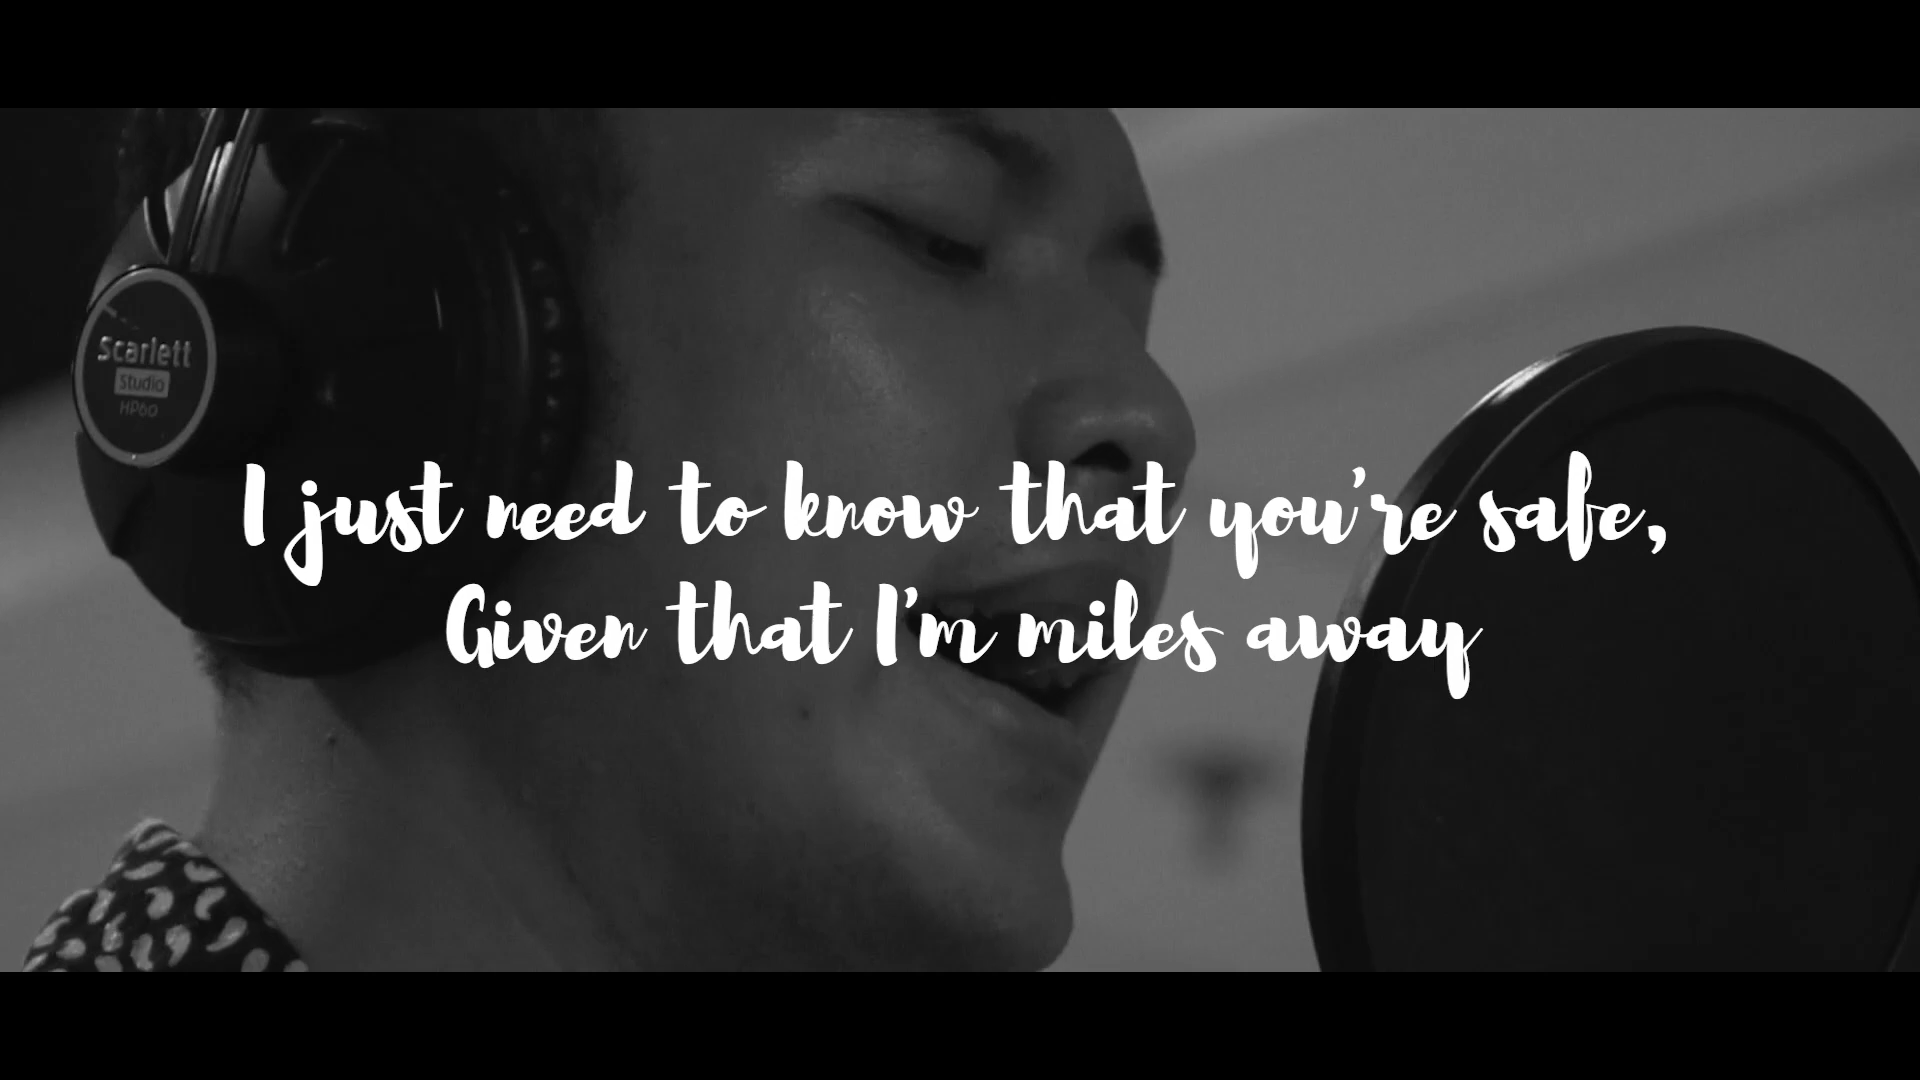 Scarlett
Studio
HP60
I just need to know that you're safe,
Given that I'm miles away